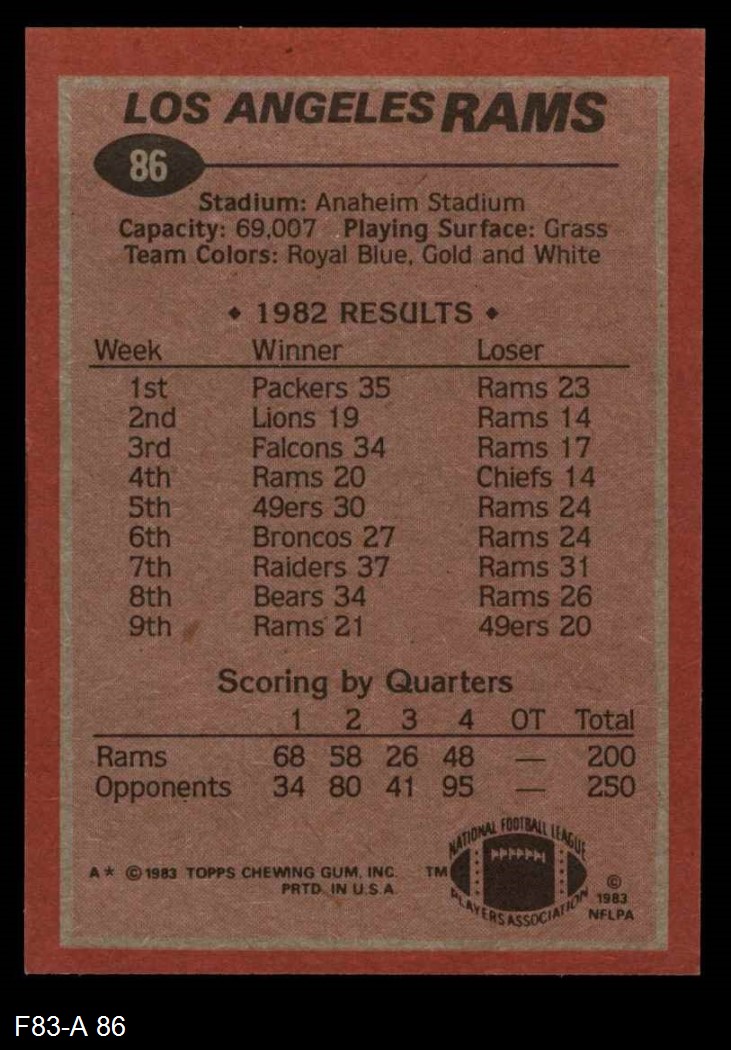 LOS ANGELES RAMS
86
Stadium: Anaheim Stadium
Capacity: 69,007 Playing Surface: Grass
Team Colors: Royal Blue, Gold and White
◆ 1982 RESULTS ◆
Week Winner Loser
1st Packers 35 Rams 23
2nd Lions 19 Rams 14
3rd Falcons 34 Rams 17
4th Rams 20 Chiefs 14
5th 49ers 30 Rams 24
6th Broncos 27 Rams 24
7th Raiders 37 Rams 31
8th Bears 34 Rams 26
9th Rams 21 49ers 20
Scoring by Quarters
1 2 3 4 OT Total
Rams 68 58 26 48 — 200
Opponents 34 80 41 95 — 250
NATIONAL FOOTBALL LEAGUE
PLAYERS ASSOCIATION
A* © 1983 TOPPS CHEWING GUM, INC. TM
PRTD. IN U.S.A.
©
1983
NFLPA
F83-A 86